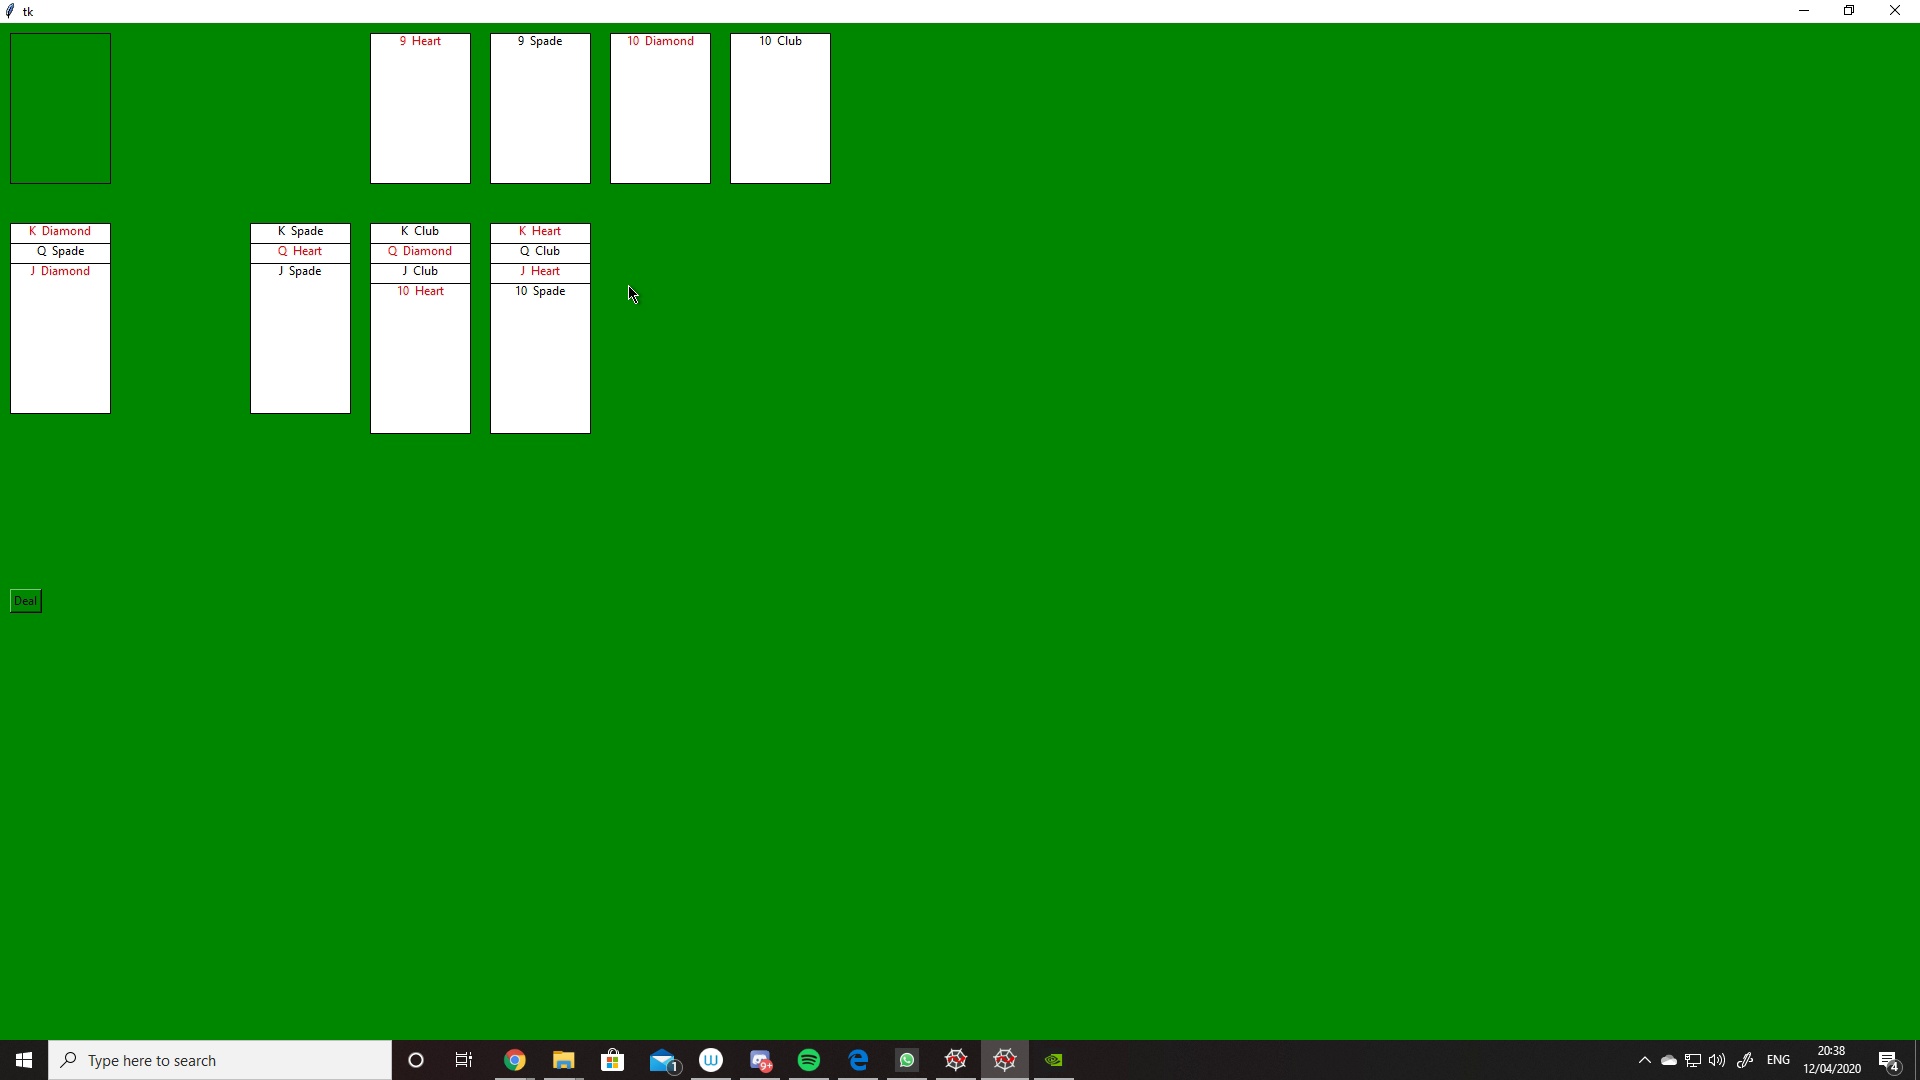 tk
9 Heart
9 Spade
10 Diamond
10 Club
K Diamond
Q Spade
J Diamond
K Spade
Q Heart
J Spade
K Club
Q Diamond
J Club
10 Heart
K Heart
Q Club
J Heart
10 Spade
Deal
Type here to search
1
W
9+
ENG
20:38
12/04/2020
4